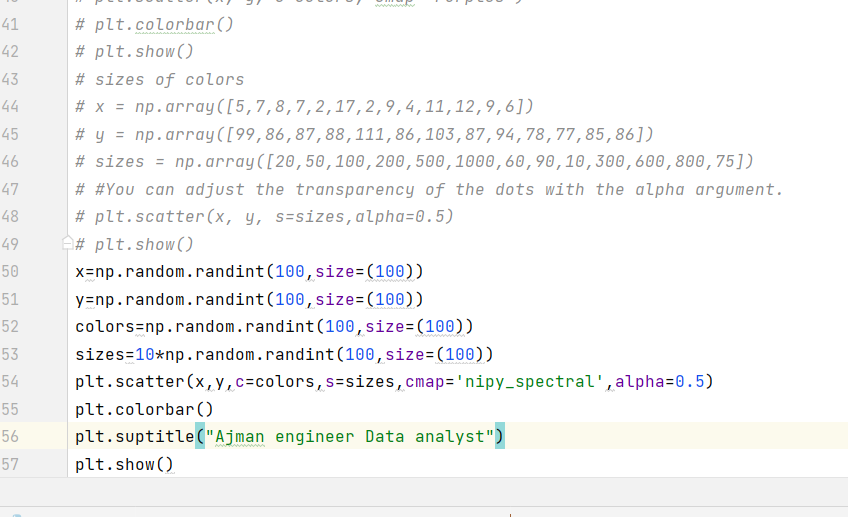 41 # plt.colorbar()
42 # plt.show()
43 # sizes of colors
44 # x = np.array([5,7,8,7,2,17,2,9,4,11,12,9,6])
45 # y = np.array([99,86,87,88,111,86,103,87,94,78,77,85,86])
46 # sizes = np.array([20,50,100,200,500,1000,60,90,10,300,600,800,75])
47 # #You can adjust the transparency of the dots with the alpha argument.
48 # plt.scatter(x, y, s=sizes,alpha=0.5)
49 # plt.show()
50 x=np.random.randint(100,size=(100))
51 y=np.random.randint(100,size=(100))
52 colors=np.random.randint(100,size=(100))
53 sizes=10*np.random.randint(100,size=(100))
54 plt.scatter(x,y,c=colors,s=sizes,cmap='nipy_spectral',alpha=0.5)
55 plt.colorbar()
56 plt.suptitle("Ajman engineer Data analyst")
57 plt.show()